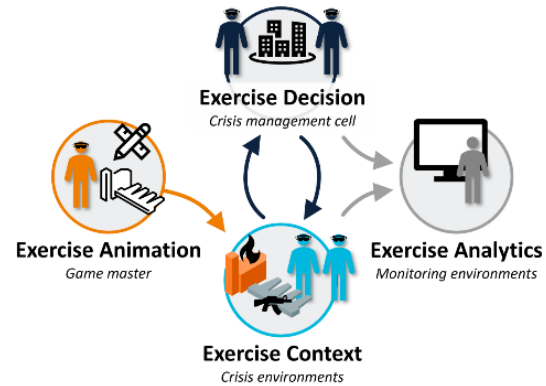 Exercise Decision
Crisis management cell
Exercise Animation
Game master
Exercise Analytics
Monitoring environments
Exercise Context
Crisis environments